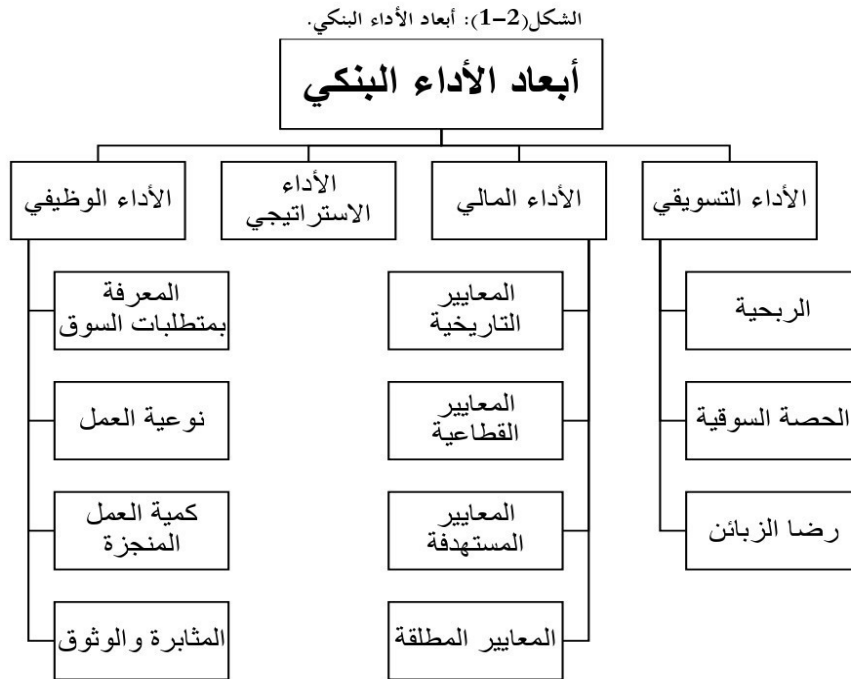 الشكل(2-1): أبعاد الأداء البنكي.
أبعاد الأداء البنكي
الأداء التسويقي
الربحية
الحصة السوقية
رضا الزبائن
الأداء المالي
المعايير
التاريخية
المعايير
القطاعية
المعايير
المستهدفة
المعايير المطلقة
الأداء
الاستراتيجي
الأداء الوظيفي
المعرفة
بمتطلبات السوق
نوعية العمل
كمية العمل
المنجزة
المثابرة والوثوق